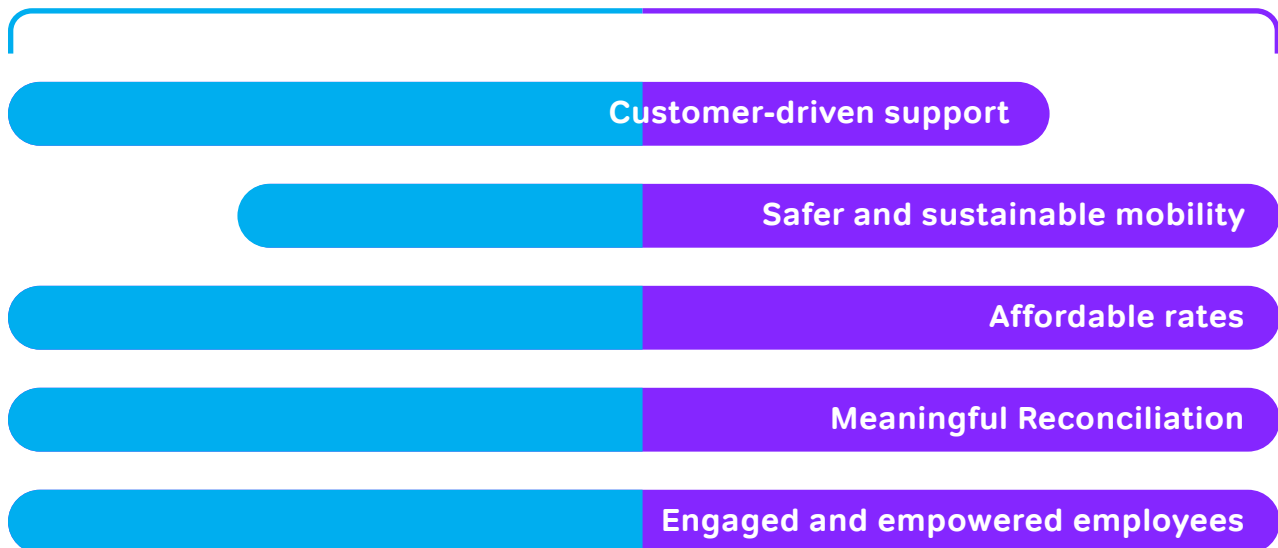 Customer-driven support
Safer and sustainable mobility
Affordable rates
Meaningful Reconciliation
Engaged and empowered employees